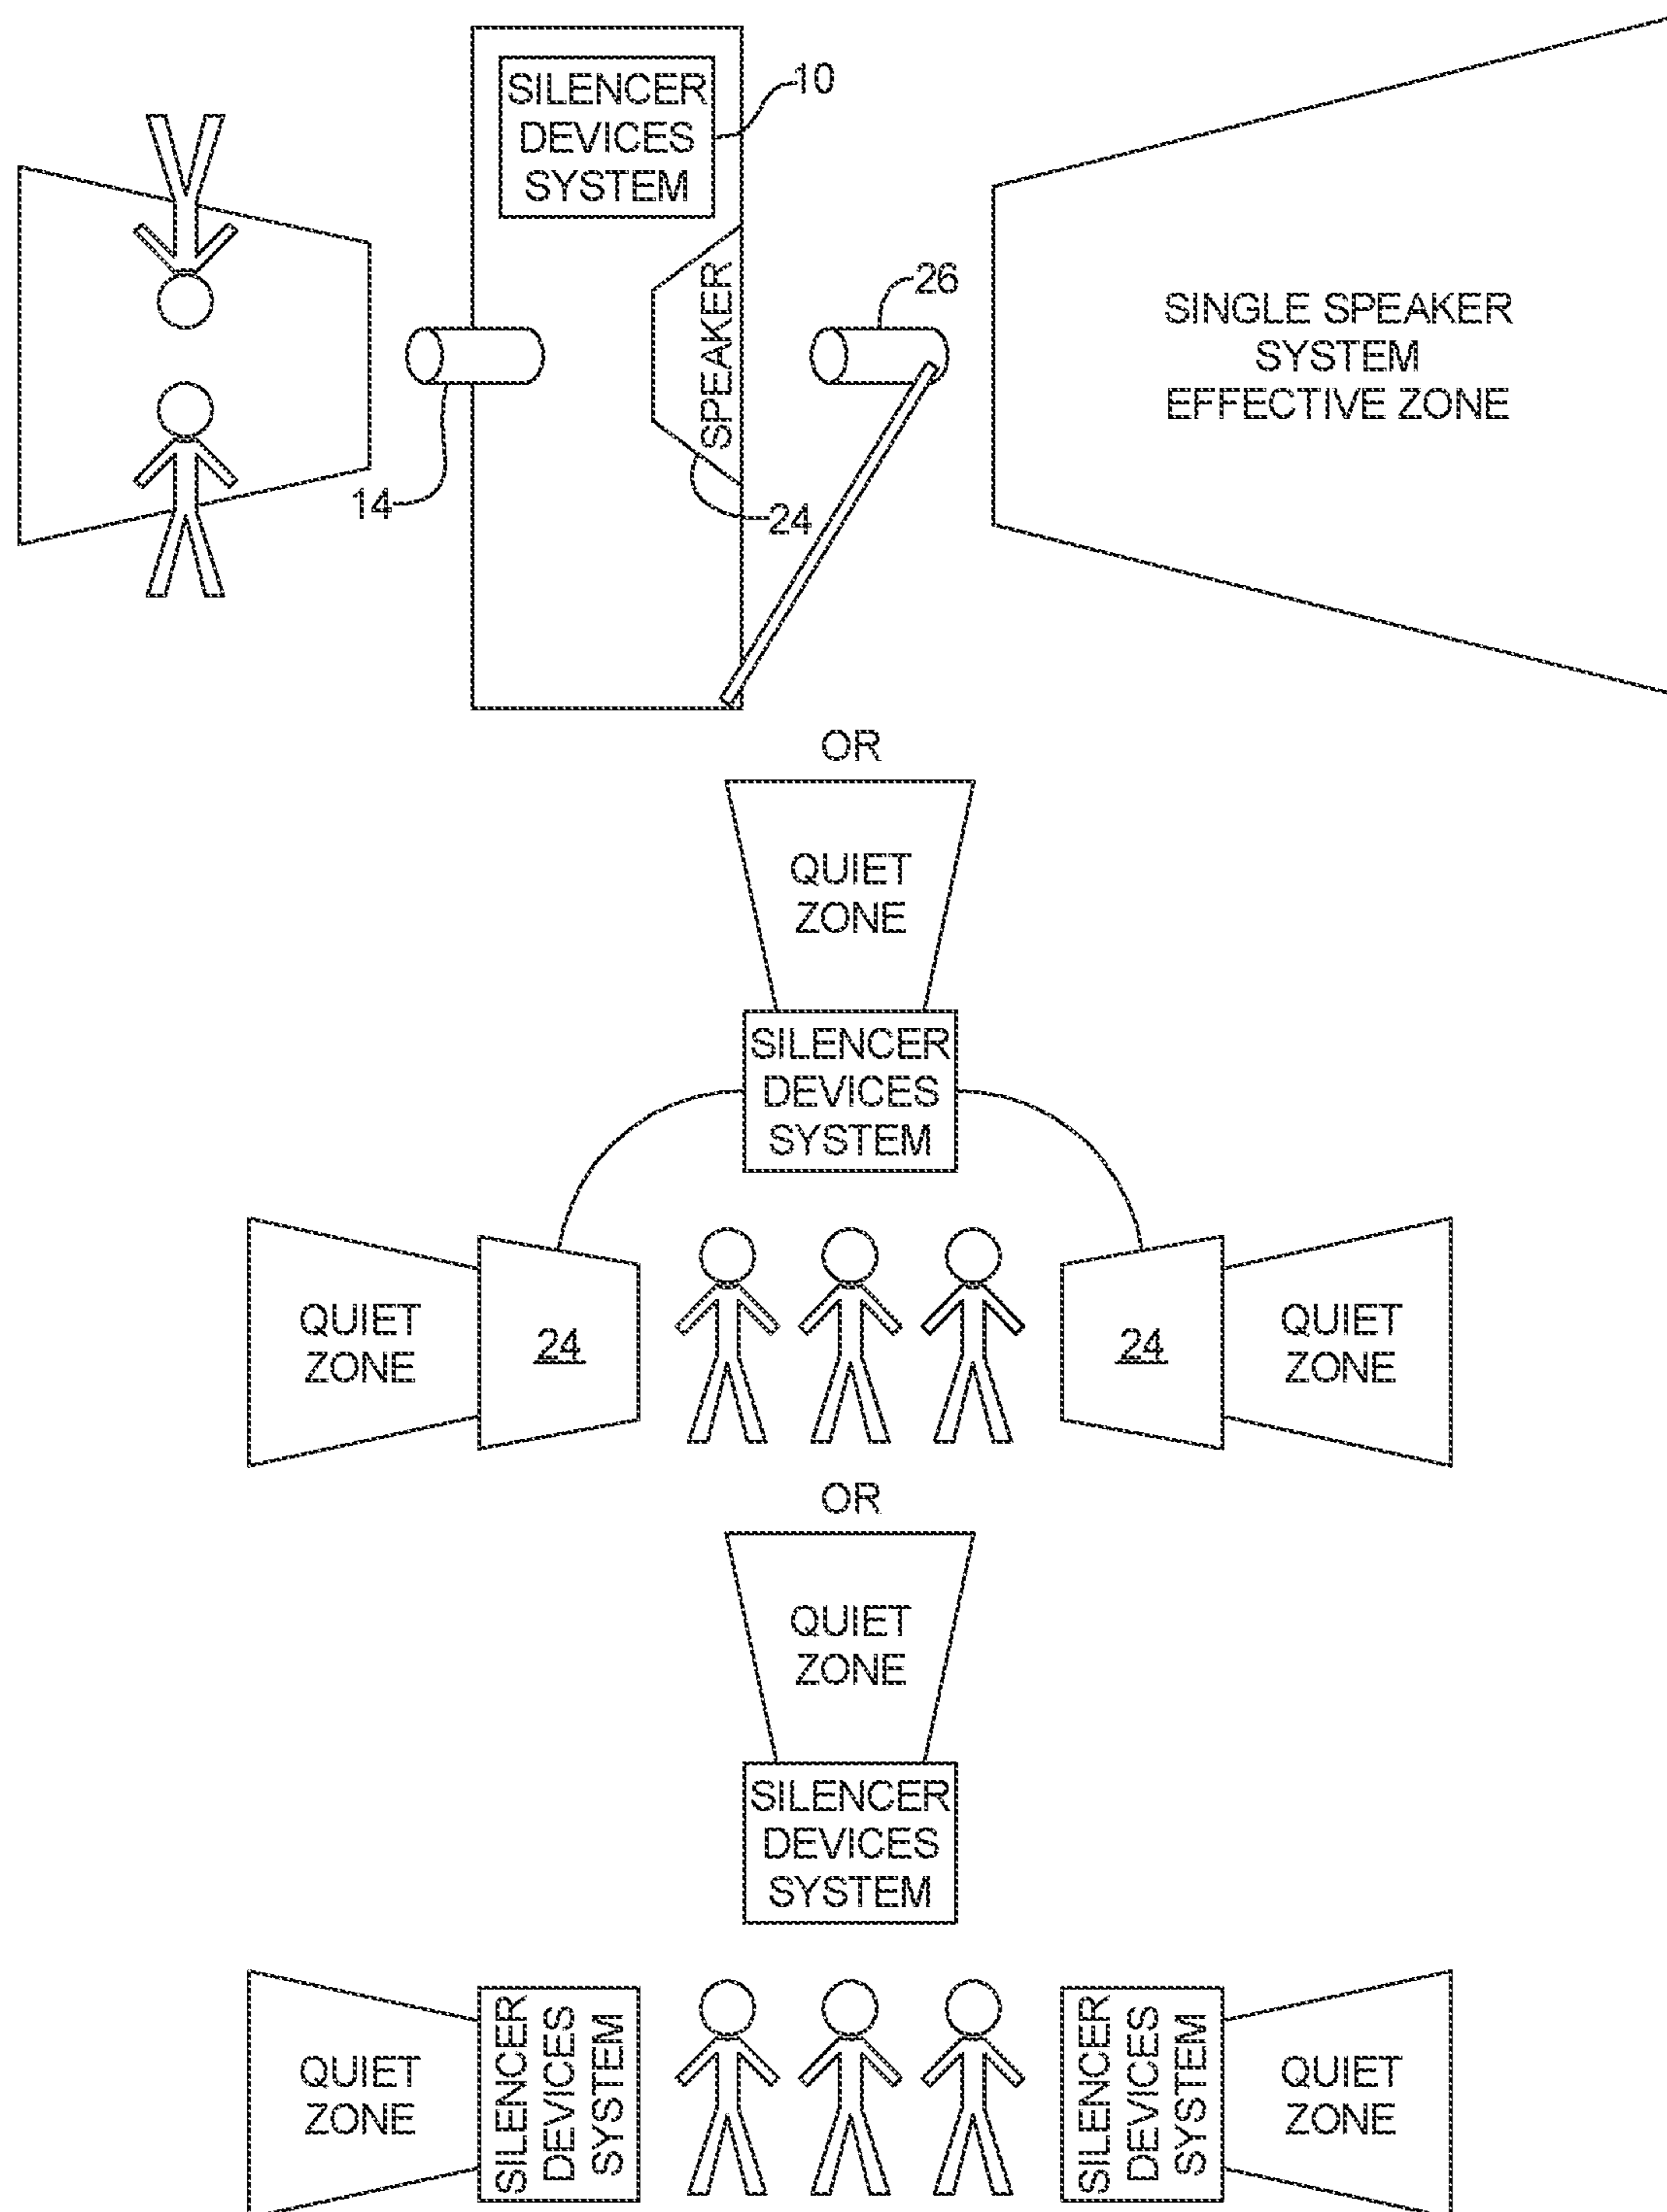 SILENCER
DEVICES
SYSTEM
10
26
SPEAKER
SINGLE SPEAKER
SYSTEM
EFFECTIVE ZONE
14
24
OR
QUIET
ZONE
SILENCER
DEVICES
SYSTEM
QUIET
ZONE
24
24
QUIET
ZONE
OR
QUIET
ZONE
SILENCER
DEVICES
SYSTEM
QUIET
ZONE
SILENCER
DEVICES
SYSTEM
SILENCER
DEVICES
SYSTEM
QUIET
ZONE